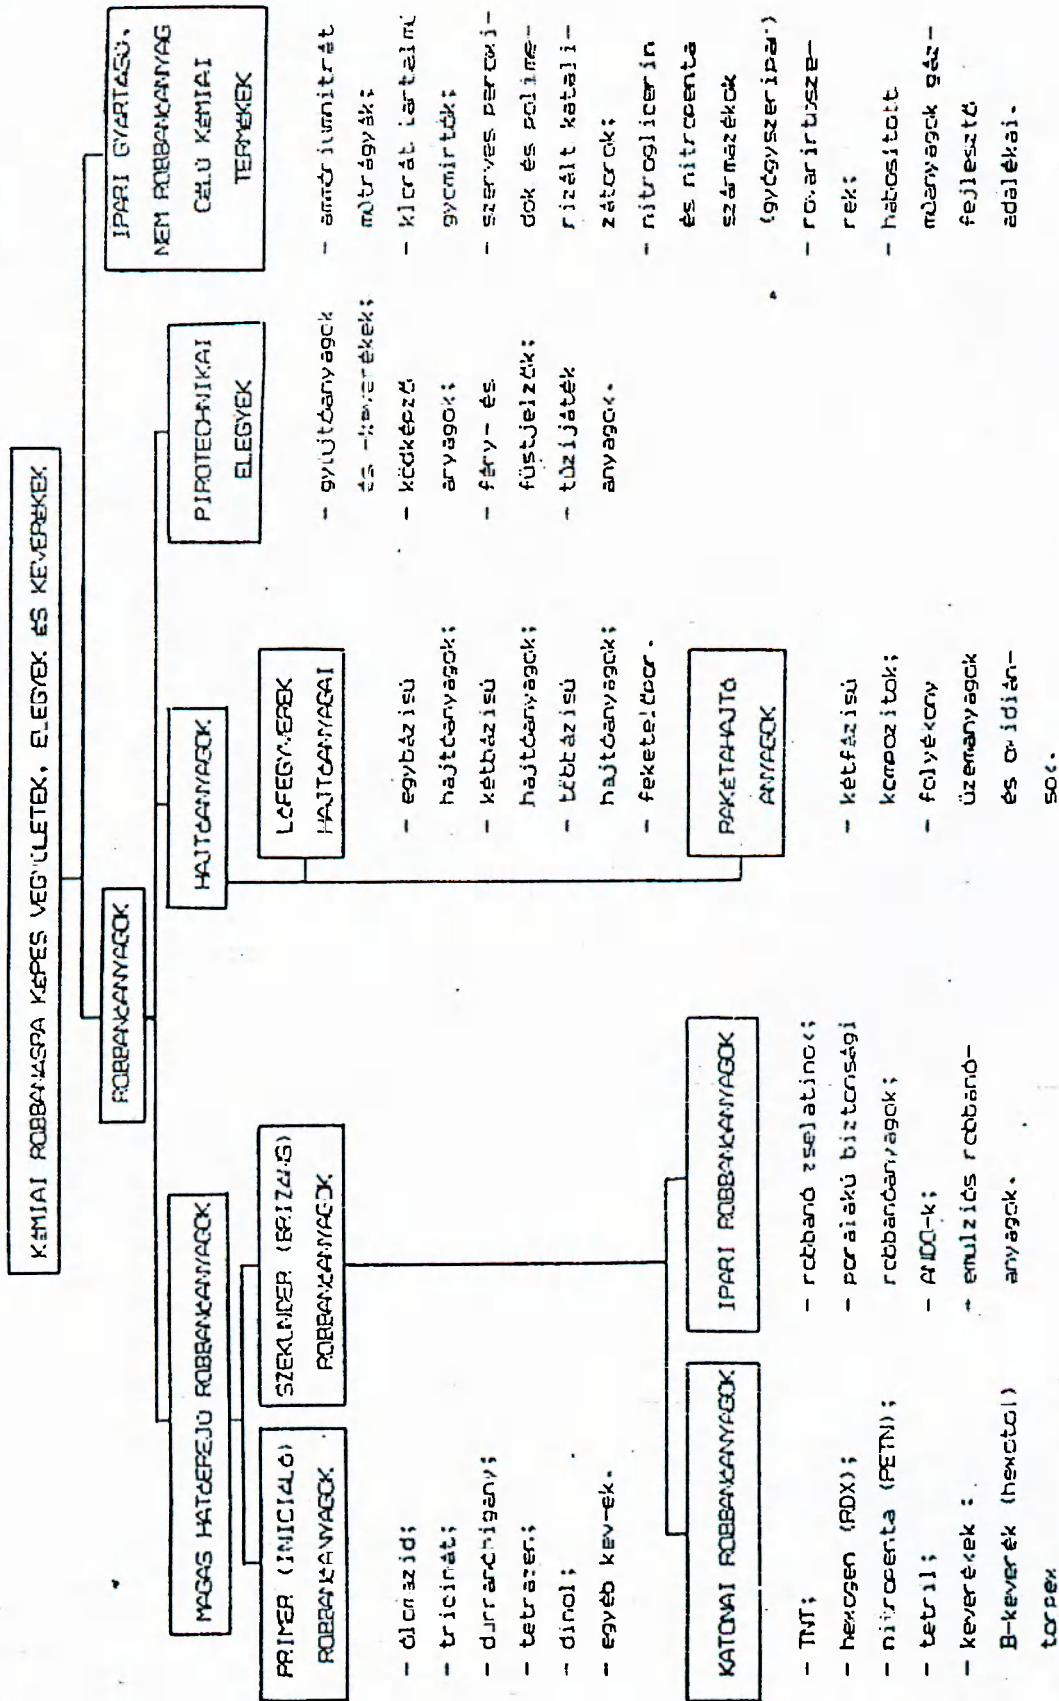 KÉMIAI ROBBANÁSRA KÉPES VEGYÜLETEK, ELEGYEK ÉS KEVERÉKEK
ROBBANÓANYAGOK
IPARI GYÁRTÁSÚ,
NEM ROBBANÓANYAG
CÉLÚ KÉMIAI
TERMÉKEK
MAGAS HATÓEREJŰ ROBBANÓANYAGOK
HAJTÓANYAGOK
PIROTECHNIKAI
ELEGYEK
PRIMER (INICIÁLÓ)
ROBBANÓANYAGOK
SZEKUNDER (BRIZÁNS)
ROBBANÓANYAGOK
LŐFEGYVEREK
HAJTÓANYAGAI
- ólomazid;
- tricinát;
- durranóhigany;
- tetrazen;
- dinol;
- egyéb kev-ek.
- egybázisú
hajtóanyagok;
- kétbázisú
hajtóanyagok;
- többbázisú
hajtóanyagok;
- feketelőpor.
- gyújtóanyagok
és -keverékek;
- ködképző
anyagok;
- fény- és
füstjelzők;
- tűzijáték
anyagok.
- ammóniumnitrát
műtrágyák;
- klorát tartalmú
gyomirtók;
- szerves peroxi-
dok és polime-
rizált katali-
zátorok;
- nitroglicerin
és nitropenta
származékok
(gyógyszeripar)
- rovarirtósze-
rek;
- habosított
műanyagok gáz-
fejlesztő
adalékai.
KATONAI ROBBANÓANYAGOK
IPARI ROBBANÓANYAGOK
RAKÉTAHAJTÓ
ANYAGOK
- TNT;
- hexogen (RDX);
- nitropenta (PETN);
- tetril;
- keverékek :
B-keverék (hexotol)
torpex
- robbanó zselatinok;
- poralakú biztonsági
robbanóanyagok;
- ANDO-k;
- emulziós robbanó-
anyagok.
- kétfázisú
kompozitok;
- folyékony
üzemanyagok
és oxidián-
sok.